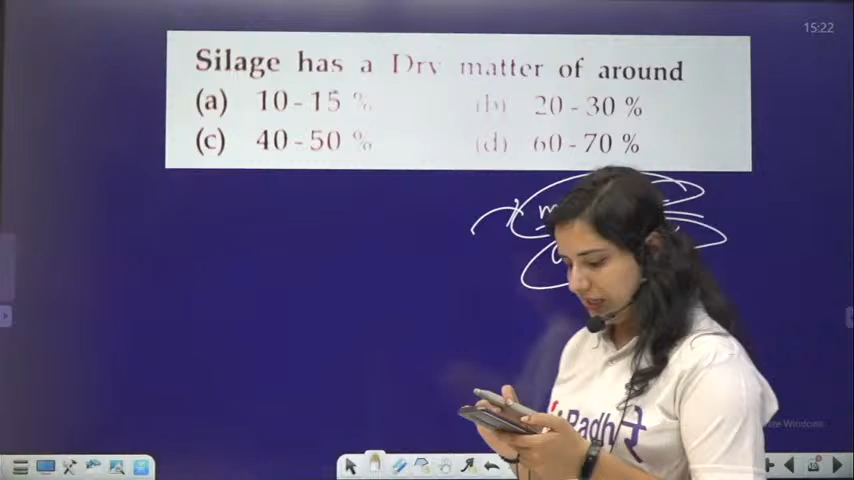 15:22
Silage has a Dry matter of around
(a) 10-15 % (b) 20-30 %
(c) 40-50 % (d) 60-70 %